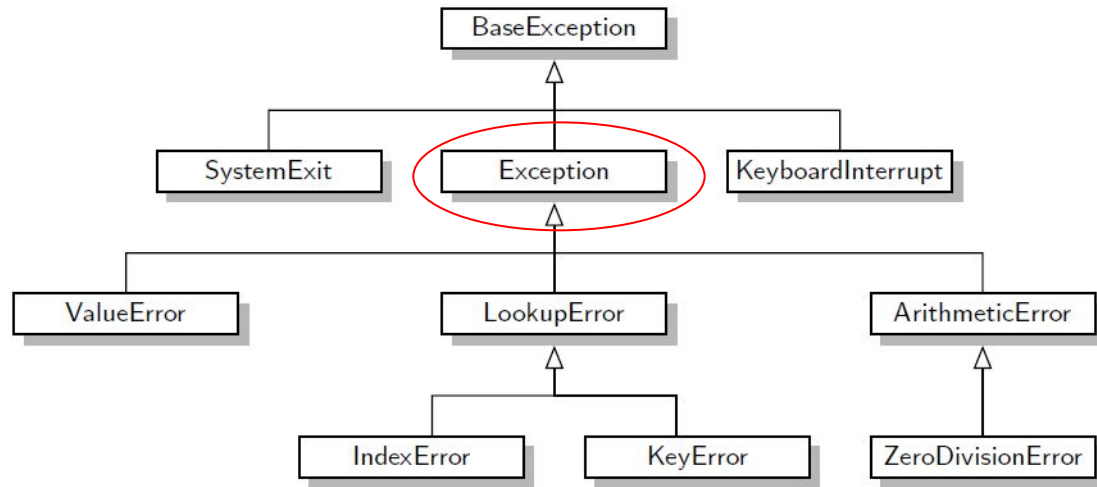 BaseException
SystemExit
Exception
KeyboardInterrupt
ValueError
LookupError
ArithmeticError
IndexError
KeyError
ZeroDivisionError